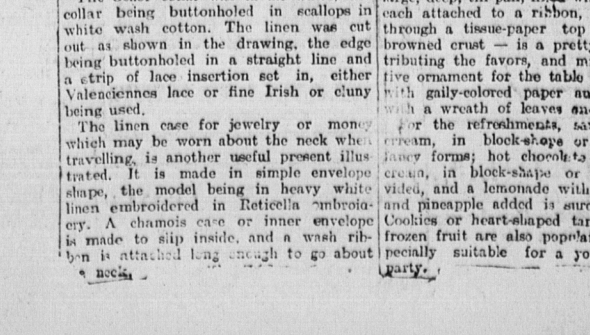 collar being buttonholed in scallops in
white wash cotton. The linen was cut
out as shown in the drawing, the edge
being buttonholed in a straight line and
a strip of lace insertion set in, either
Valenciennes lace or fine Irish or cluny
being used.
The linen case for jewelry or money
which may be worn about the neck when
travelling, is another useful present illus-
trated. It is made in simple envelope
shape, the model being in heavy white
linen embroidered in Reticella embroid-
ery. A chamois case or inner envelope
is made to slip inside, and a wash rib-
bon is attached long enough to go about
neck.
each attached to a ribbon,
through a tissue-paper top
browned crust — is a prett
tributing the favors, and m
tive ornament for the table
with gaily-colored paper
with a wreath of leaves
For the refreshments,
cream, in block-shape or
fancy forms; hot chocolate
cream, in block-shape or
vided, and a lemonade with
and pineapple added is
Cookies or heart-shaped tar
frozen fruit are also popular
pecially suitable for a yo
party.